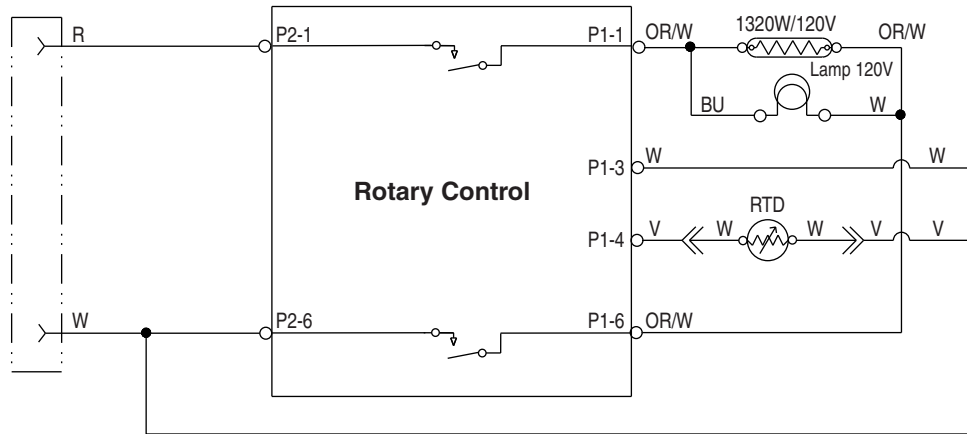 R P2-1 P1-1 OR/W 1320W/120V OR/W
Lamp 120V
BU W
P1-3 W W
Rotary Control
RTD
P1-4 V W W V V
W P2-6 P1-6 OR/W